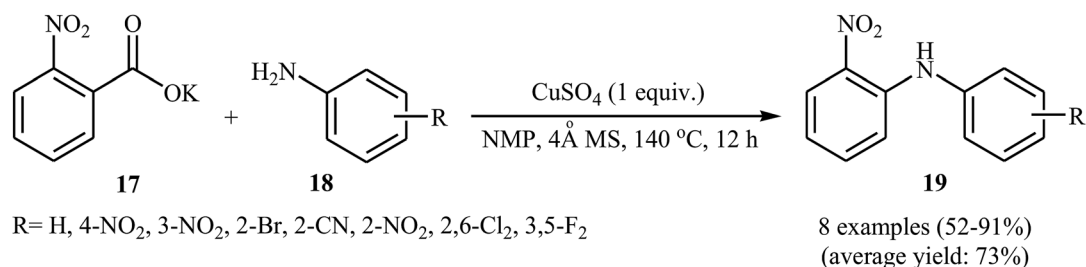 NO₂
O
OK
+
H₂N
R
CuSO₄ (1 equiv.)
NMP, 4Å MS, 140 °C, 12 h
NO₂
H
N
R
17
18
19
R= H, 4-NO₂, 3-NO₂, 2-Br, 2-CN, 2-NO₂, 2,6-Cl₂, 3,5-F₂
8 examples (52-91%)
(average yield: 73%)